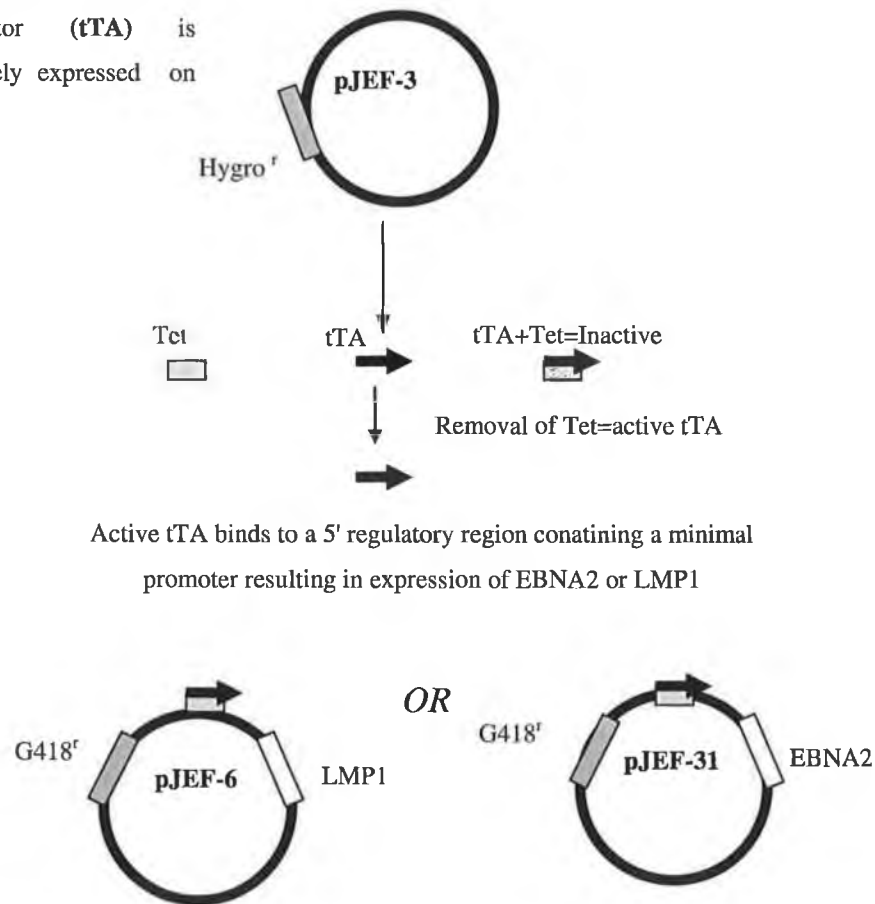 tor (tTA) is
ely expressed on
pJEF-3
Hygro r
Tet
tTA
tTA+Tet=Inactive
Removal of Tet=active tTA
Active tTA binds to a 5' regulatory region conatining a minimal
promoter resulting in expression of EBNA2 or LMP1
OR
G418r
pJEF-6
LMP1
G418r
pJEF-31
EBNA2